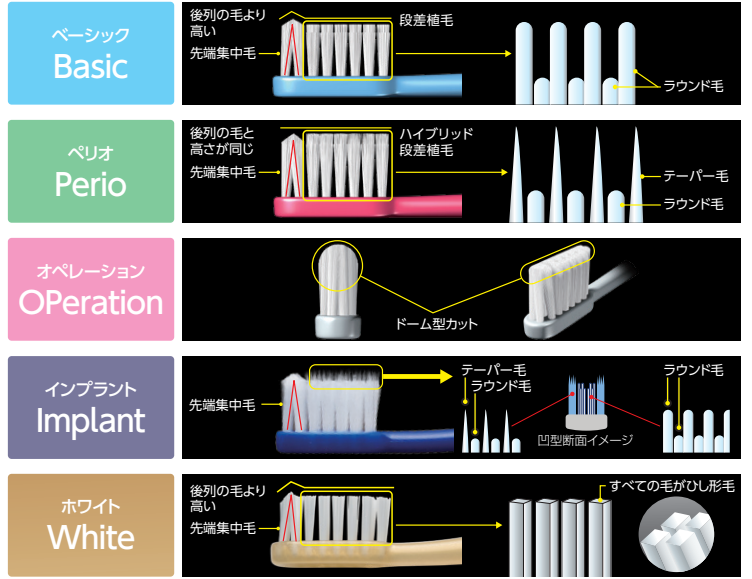 ベーシック
Basic
後列の毛より
高い
先端集中毛
段差植毛
ラウンド毛
ペリオ
Perio
後列の毛と
高さが同じ
先端集中毛
ハイブリッド
段差植毛
テーパー毛
ラウンド毛
オペレーション
OPeration
ドーム型カット
インプラント
Implant
先端集中毛
テーパー毛
ラウンド毛
凹型断面イメージ
ラウンド毛
ホワイト
White
後列の毛より
高い
先端集中毛
すべての毛がひし形毛